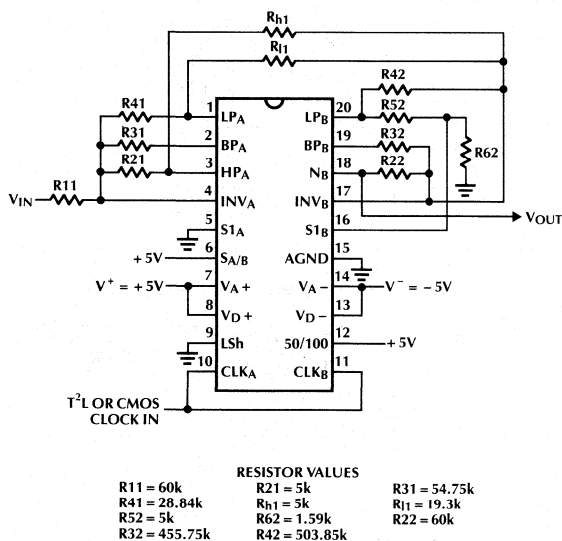 Rh1
Rl1
R41
R31
R21
R11
VIN
R42
R52
R32
R22
R62
VOUT
1 LPA
2 BPA
3 HPA
4 INVA
5 S1A
6 SA/B
7 VA+
8 VD+
9 LSh
10 CLKA
20 LPB
19 BPB
18 NB
17 INVB
16 S1B
15 AGND
14 VA−
13 VD−
12 50/100
11 CLKB
+5V
V+ = +5V
V− = −5V
+5V
T²L OR CMOS
CLOCK IN
RESISTOR VALUES
R11 = 60k R21 = 5k R31 = 54.75k
R41 = 28.84k Rh1 = 5k Rl1 = 19.3k
R52 = 5k R62 = 1.59k R22 = 60k
R32 = 455.75k R42 = 503.85k